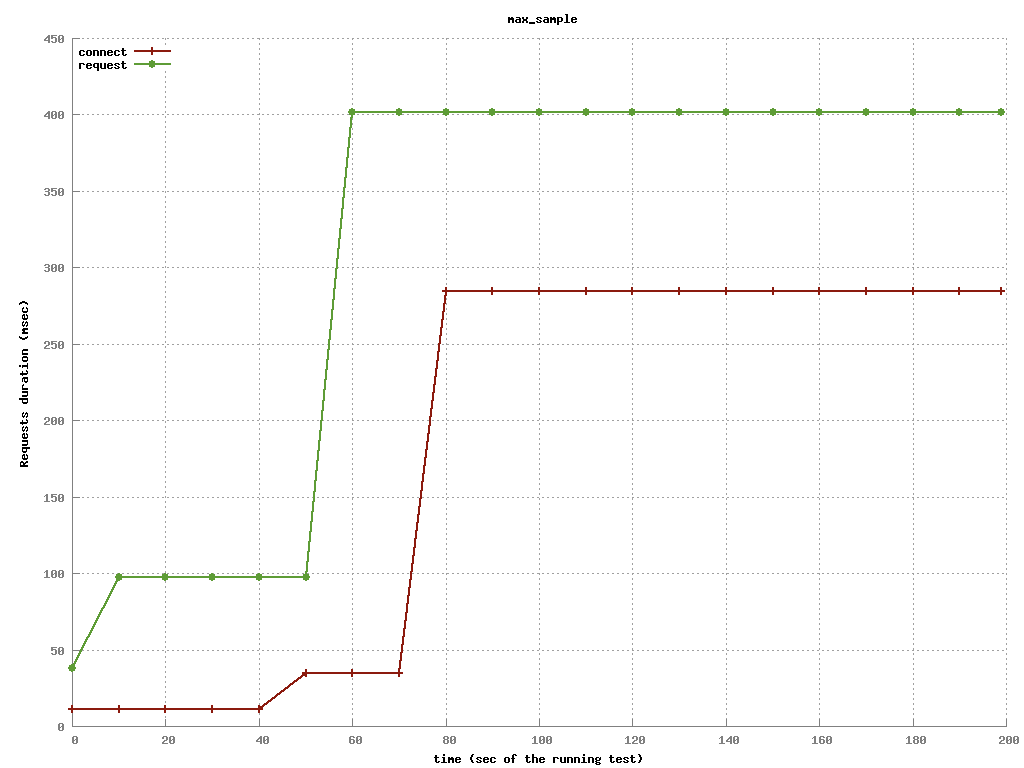 max_sample
450
connect
request
400
350
300
250
200
150
100
50
0
Requests duration (msec)
0 20 40 60 80 100 120 140 160 180 200
time (sec of the running test)